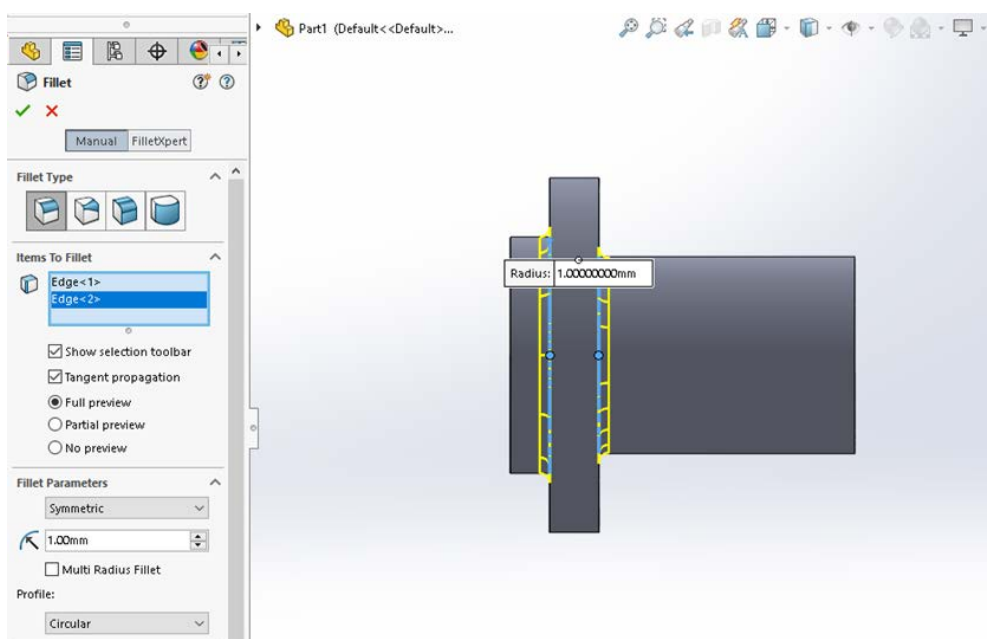 Part1 (Default<<Default>...
Fillet
Manual FilletXpert
Fillet Type
Items To Fillet
Edge<1>
Edge<2>
Show selection toolbar
Tangent propagation
Full preview
Partial preview
No preview
Fillet Parameters
Symmetric
1.00mm
Multi Radius Fillet
Profile:
Circular
Radius: 1.00000000mm